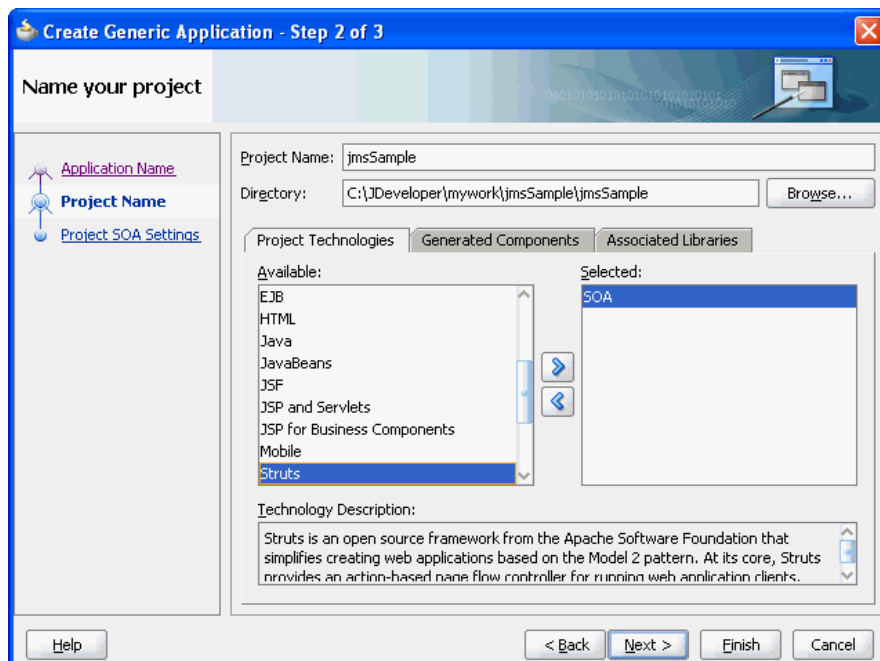 Create Generic Application - Step 2 of 3
Name your project
Application Name
Project Name
Project SOA Settings
Project Name: jmsSample
Directory: C:\JDeveloper\mywork\jmsSample\jmsSample Browse...
Project Technologies Generated Components Associated Libraries
Available: Selected:
EJB SOA
HTML
Java
JavaBeans
JSF
JSP and Servlets
JSP for Business Components
Mobile
Struts
Technology Description:
Struts is an open source framework from the Apache Software Foundation that
simplifies creating web applications based on the Model 2 pattern. At its core, Struts
provides an action-based page flow controller for running web application clients.
Help < Back Next > Finish Cancel